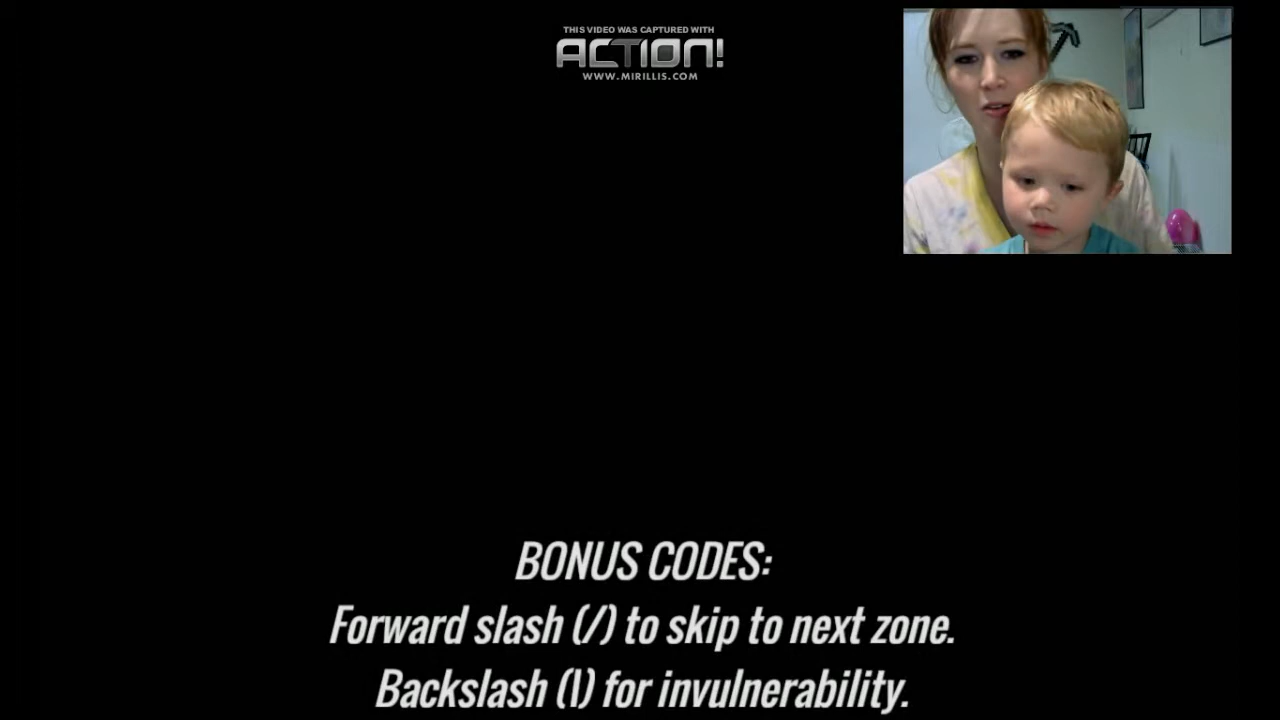 THIS VIDEO WAS CAPTURED WITH
ACTION!
WWW.MIRILLIS.COM
BONUS CODES:
Forward slash (/) to skip to next zone.
Backslash (\) for invulnerability.